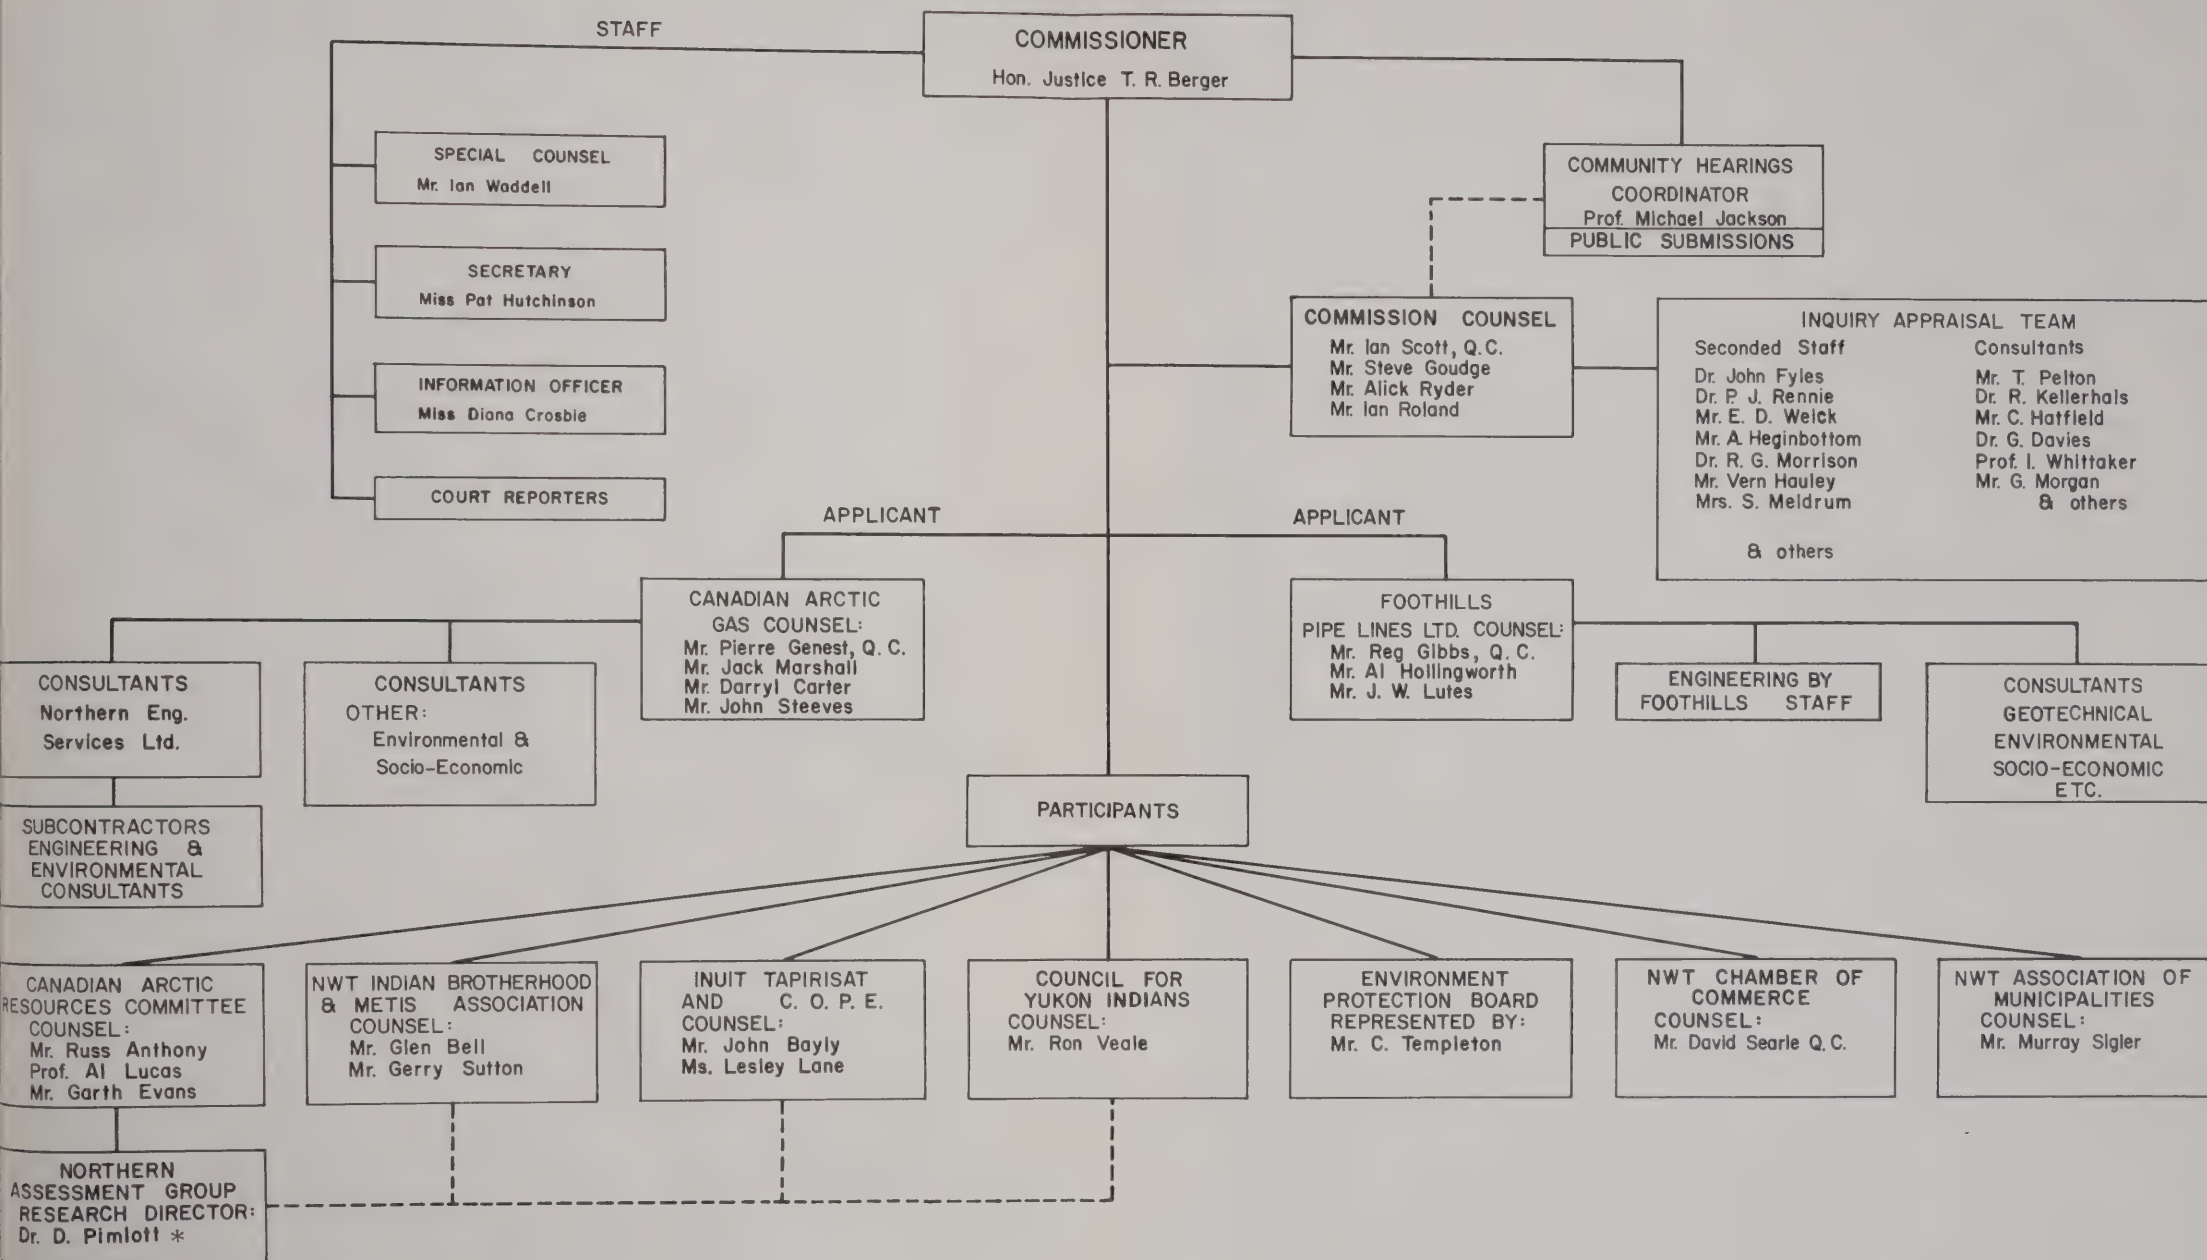 STAFF
COMMISSIONER
Hon. Justice T. R. Berger
SPECIAL COUNSEL
Mr. Ian Waddell
SECRETARY
Miss Pat Hutchinson
INFORMATION OFFICER
Miss Diana Crosbie
COURT REPORTERS
COMMUNITY HEARINGS
COORDINATOR
Prof. Michael Jackson
PUBLIC SUBMISSIONS
COMMISSION COUNSEL
Mr. Ian Scott, Q.C.
Mr. Steve Goudge
Mr. Alick Ryder
Mr. Ian Roland
INQUIRY APPRAISAL TEAM
Seconded Staff
Dr. John Fyles
Dr. P. J. Rennie
Mr. E. D. Weick
Mr. A. Heginbottom
Dr. R. G. Morrison
Mr. Vern Hauley
Mrs. S. Meldrum
& others
Consultants
Mr. T. Pelton
Dr. R. Kellerhals
Mr. C. Hatfield
Dr. G. Davies
Prof. I. Whittaker
Mr. G. Morgan
& others
APPLICANT
APPLICANT
CANADIAN ARCTIC
GAS COUNSEL:
Mr. Pierre Genest, Q. C.
Mr. Jack Marshall
Mr. Darryl Carter
Mr. John Steeves
FOOTHILLS
PIPE LINES LTD. COUNSEL:
Mr. Reg Gibbs, Q. C.
Mr. Al Hollingworth
Mr. J. W. Lutes
CONSULTANTS
Northern Eng.
Services Ltd.
CONSULTANTS
OTHER:
Environmental &
Socio-Economic
ENGINEERING BY
FOOTHILLS STAFF
CONSULTANTS
GEOTECHNICAL
ENVIRONMENTAL
SOCIO-ECONOMIC
ETC.
SUBCONTRACTORS
ENGINEERING &
ENVIRONMENTAL
CONSULTANTS
PARTICIPANTS
CANADIAN ARCTIC
RESOURCES COMMITTEE
COUNSEL:
Mr. Russ Anthony
Prof. Al Lucas
Mr. Garth Evans
NWT INDIAN BROTHERHOOD
& METIS ASSOCIATION
COUNSEL:
Mr. Glen Bell
Mr. Gerry Sutton
INUIT TAPIRISAT
AND C. O. P. E.
COUNSEL:
Mr. John Bayly
Ms. Lesley Lane
COUNCIL FOR
YUKON INDIANS
COUNSEL:
Mr. Ron Veale
ENVIRONMENT
PROTECTION BOARD
REPRESENTED BY:
Mr. C. Templeton
NWT CHAMBER OF
COMMERCE
COUNSEL:
Mr. David Searle Q. C.
NWT ASSOCIATION OF
MUNICIPALITIES
COUNSEL:
Mr. Murray Sigler
NORTHERN
ASSESSMENT GROUP
RESEARCH DIRECTOR:
Dr. D. Pimlott *